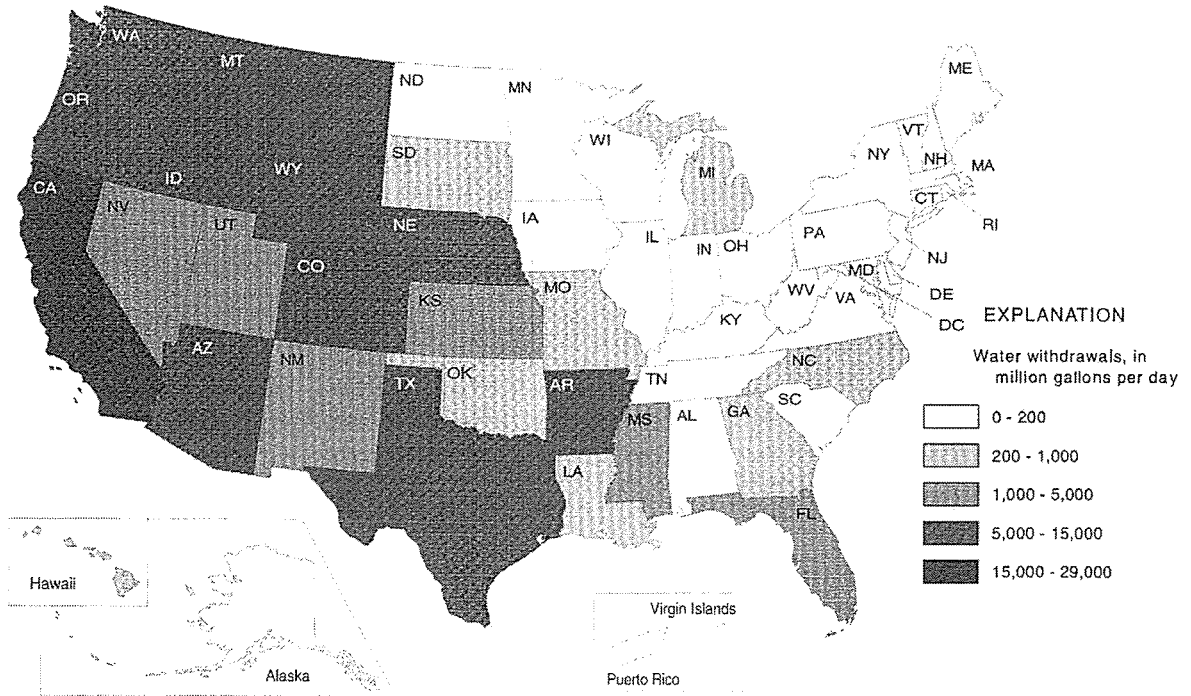 WA
MT
ND
MN
ME
OR
SD
WI
MI
VT
NY
NH
MA
CA
ID
WY
NV
UT
NE
IA
IL
IN
OH
PA
CT
RI
NJ
CO
KS
MO
WV
VA
MD
DE
DC
KY
AZ
NM
TX
OK
AR
TN
NC
SC
MS
AL
GA
LA
FL
Hawaii
Alaska
Virgin Islands
Puerto Rico
EXPLANATION
Water withdrawals, in
million gallons per day
0 - 200
200 - 1,000
1,000 - 5,000
5,000 - 15,000
15,000 - 29,000